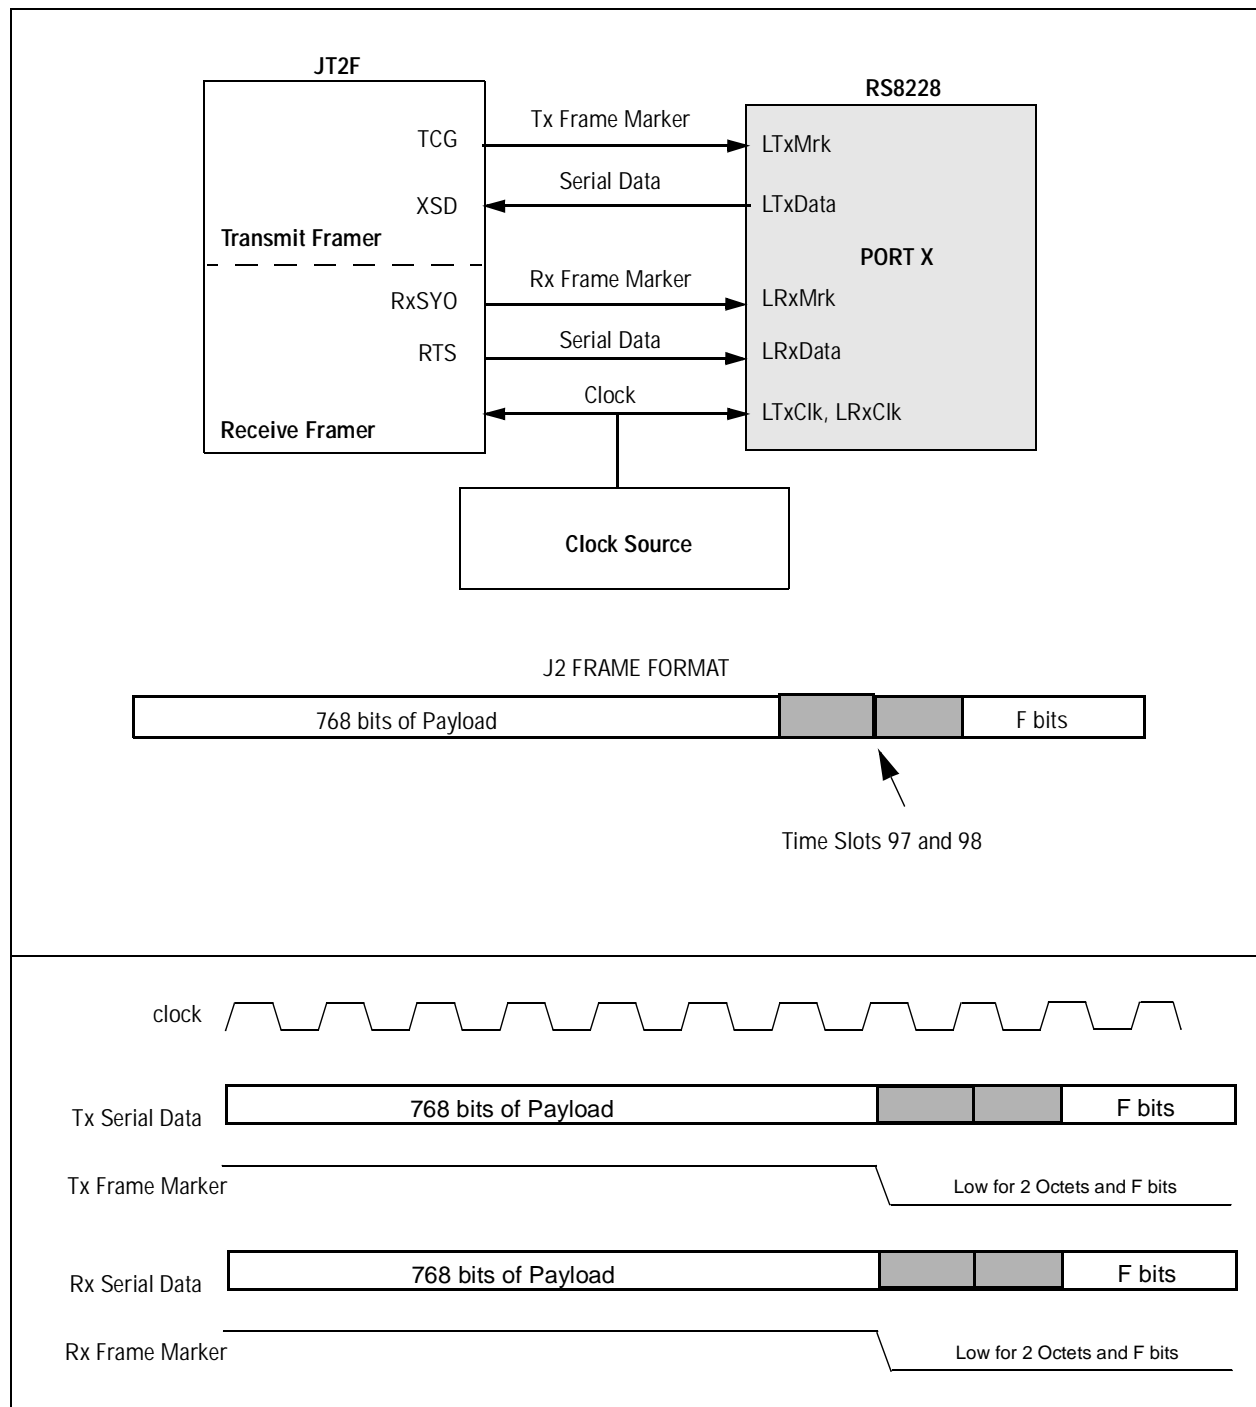 JT2F
RS8228
TCG
Tx Frame Marker
LTxMrk
XSD
Serial Data
LTxData
Transmit Framer
PORT X
RxSYO
Rx Frame Marker
LRxMrk
RTS
Serial Data
LRxData
Clock
LTxClk, LRxClk
Receive Framer
Clock Source
J2 FRAME FORMAT
768 bits of Payload
F bits
Time Slots 97 and 98
clock
Tx Serial Data
768 bits of Payload
F bits
Tx Frame Marker
Low for 2 Octets and F bits
Rx Serial Data
768 bits of Payload
F bits
Rx Frame Marker
Low for 2 Octets and F bits